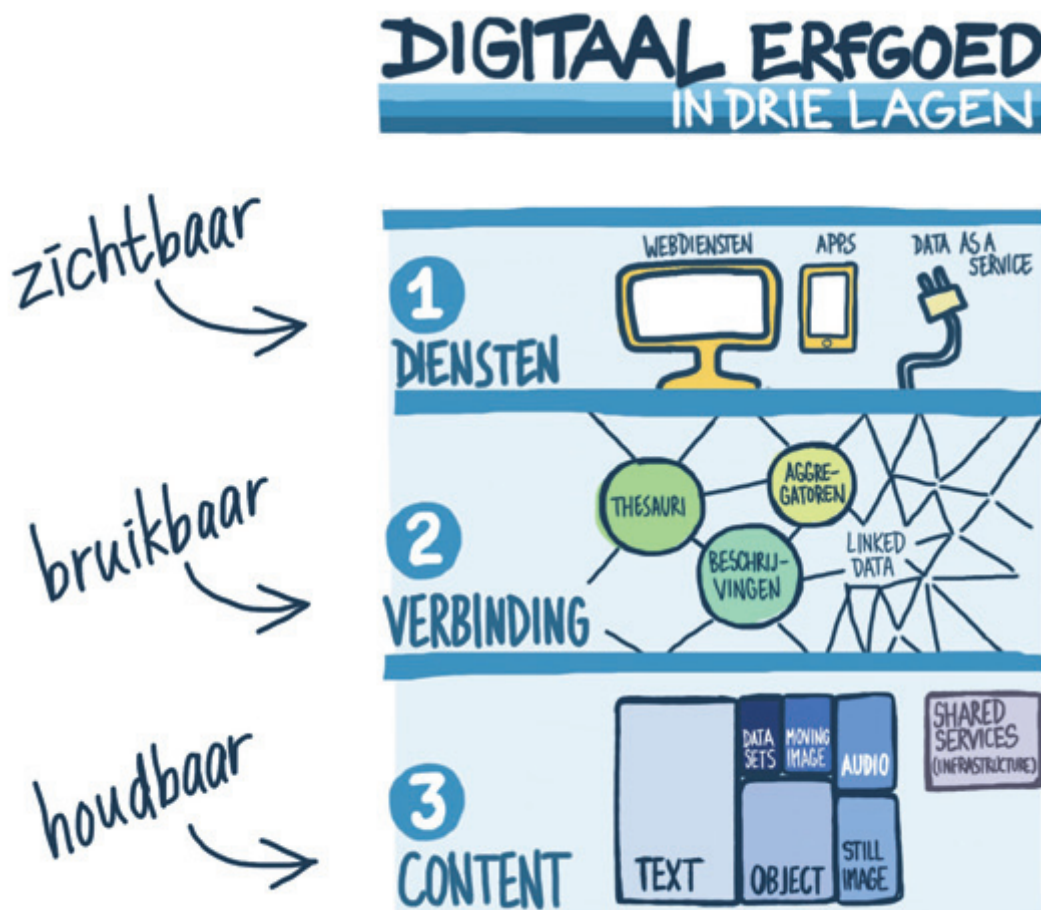 DIGITAAL ERFGOED
IN DRIE LAGEN
zichtbaar
1
DIENSTEN
WEBDIENSTEN
APPS
DATA AS A
SERVICE
bruikbaar
2
VERBINDING
THESAURI
AGGRE-
GATOREN
BESCHRIJ-
VINGEN
LINKED
DATA
houdbaar
3
CONTENT
TEXT
DATA
SETS
MOVING
IMAGE
AUDIO
OBJECT
STILL
IMAGE
SHARED
SERVICES
(INFRASTRUCTURE)